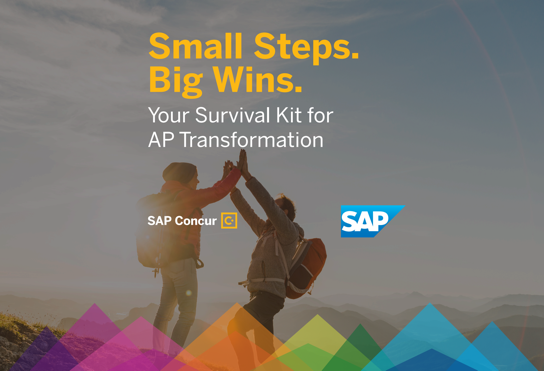 Small Steps.
Big Wins.
Your Survival Kit for
AP Transformation
SAP Concur
SAP